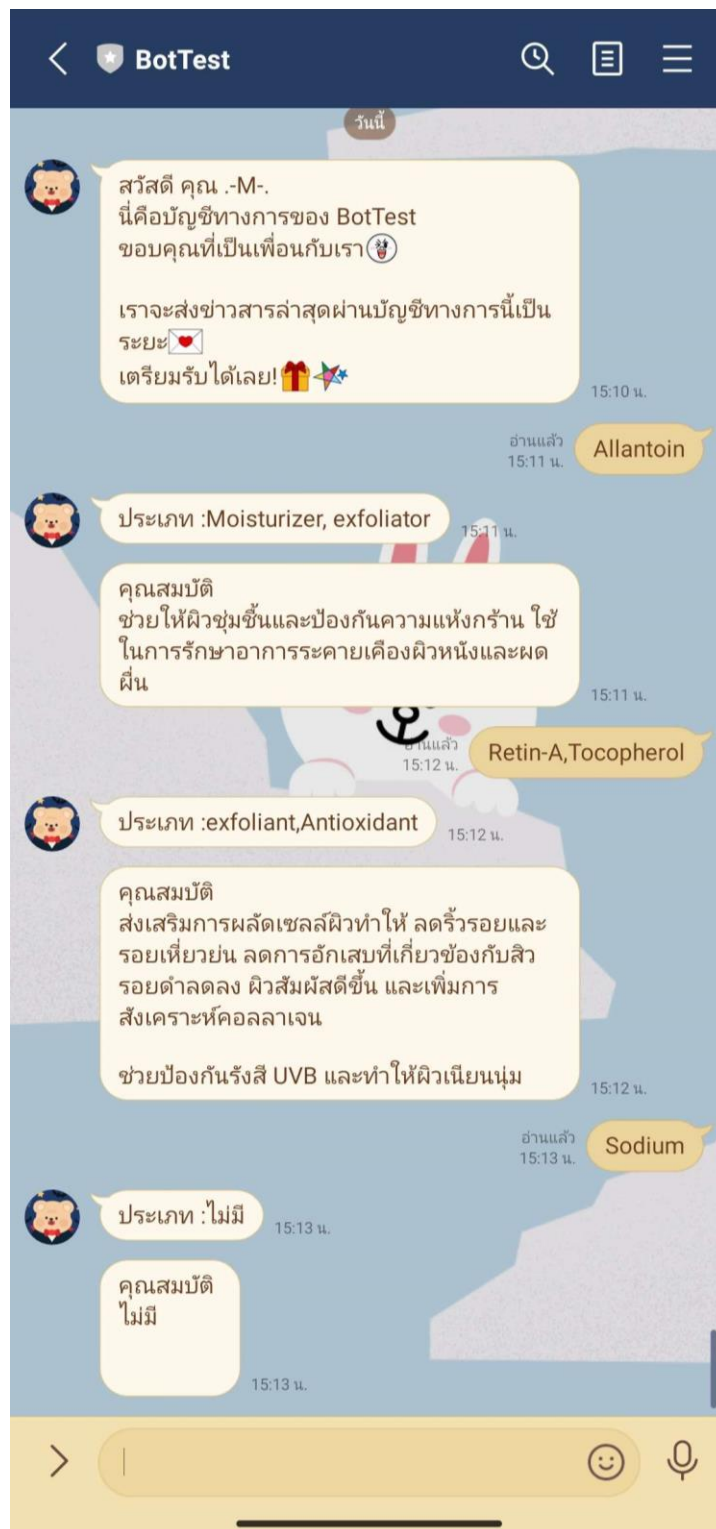 BotTest
วันนี้
สวัสดี คุณ .-M-.
นี่คือบัญชีทางการของ BotTest
ขอบคุณที่เป็นเพื่อนกับเรา
เราจะส่งข่าวสารล่าสุดผ่านบัญชีทางการนี้เป็น
ระยะ
เตรียมรับได้เลย!
15:10 น.
อ่านแล้ว
15:11 น.
Allantoin
ประเภท :Moisturizer, exfoliator
15:11 น.
คุณสมบัติ
ช่วยให้ผิวชุ่มชื้นและป้องกันความแห้งกร้าน ใช้
ในการรักษาอาการระคายเคืองผิวหนังและผด
ผื่น
15:11 น.
อ่านแล้ว
15:12 น.
Retin-A,Tocopherol
ประเภท :exfoliant,Antioxidant
15:12 น.
คุณสมบัติ
ส่งเสริมการผลัดเซลล์ผิวทำให้ ลดริ้วรอยและ
รอยเหี่ยวย่น ลดการอักเสบที่เกี่ยวข้องกับสิว
รอยดำลดลง ผิวสัมผัสดีขึ้น และเพิ่มการ
สังเคราะห์คอลลาเจน
ช่วยป้องกันรังสี UVB และทำให้ผิวเนียนนุ่ม
15:12 น.
อ่านแล้ว
15:13 น.
Sodium
ประเภท :ไม่มี
15:13 น.
คุณสมบัติ
ไม่มี
15:13 น.